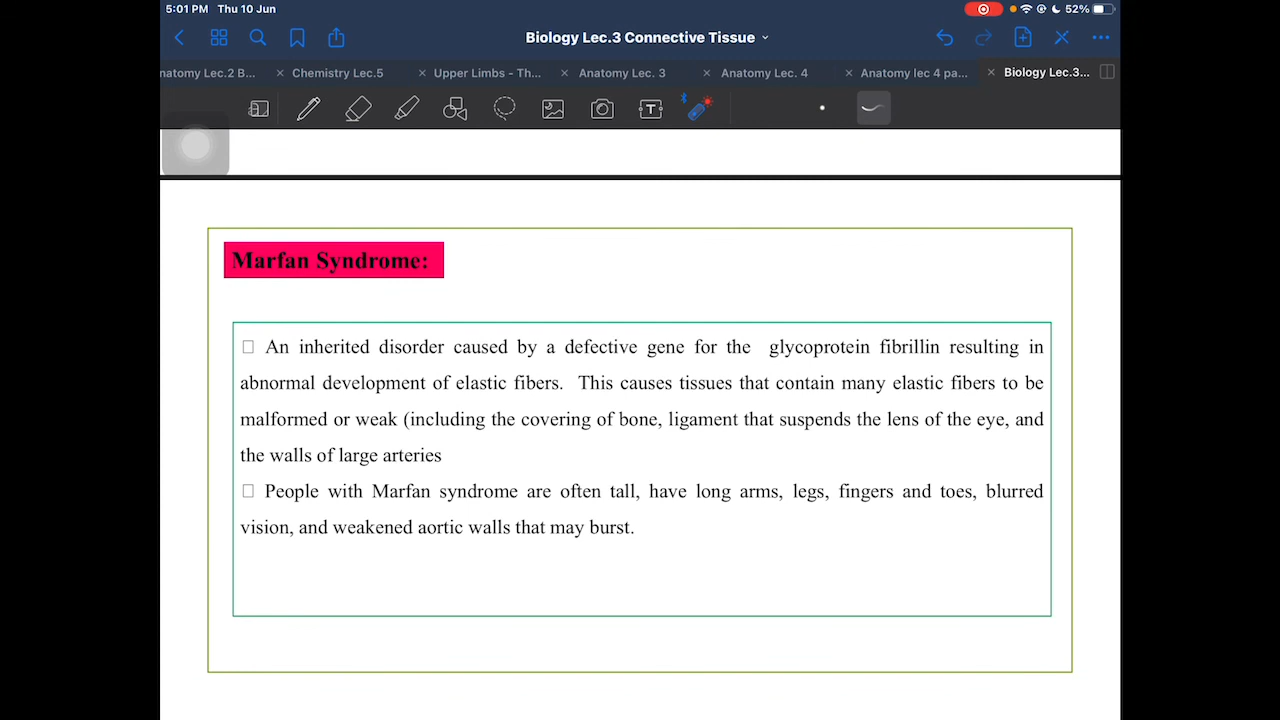 5:01 PM Thu 10 Jun 52%
Biology Lec.3 Connective Tissue
natomy Lec.2 B... Chemistry Lec.5 Upper Limbs - Th... Anatomy Lec. 3 Anatomy Lec. 4 Anatomy lec 4 pa... Biology Lec.3...
T
Marfan Syndrome:
An inherited disorder caused by a defective gene for the glycoprotein fibrillin resulting in
abnormal development of elastic fibers. This causes tissues that contain many elastic fibers to be
malformed or weak (including the covering of bone, ligament that suspends the lens of the eye, and
the walls of large arteries
People with Marfan syndrome are often tall, have long arms, legs, fingers and toes, blurred
vision, and weakened aortic walls that may burst.